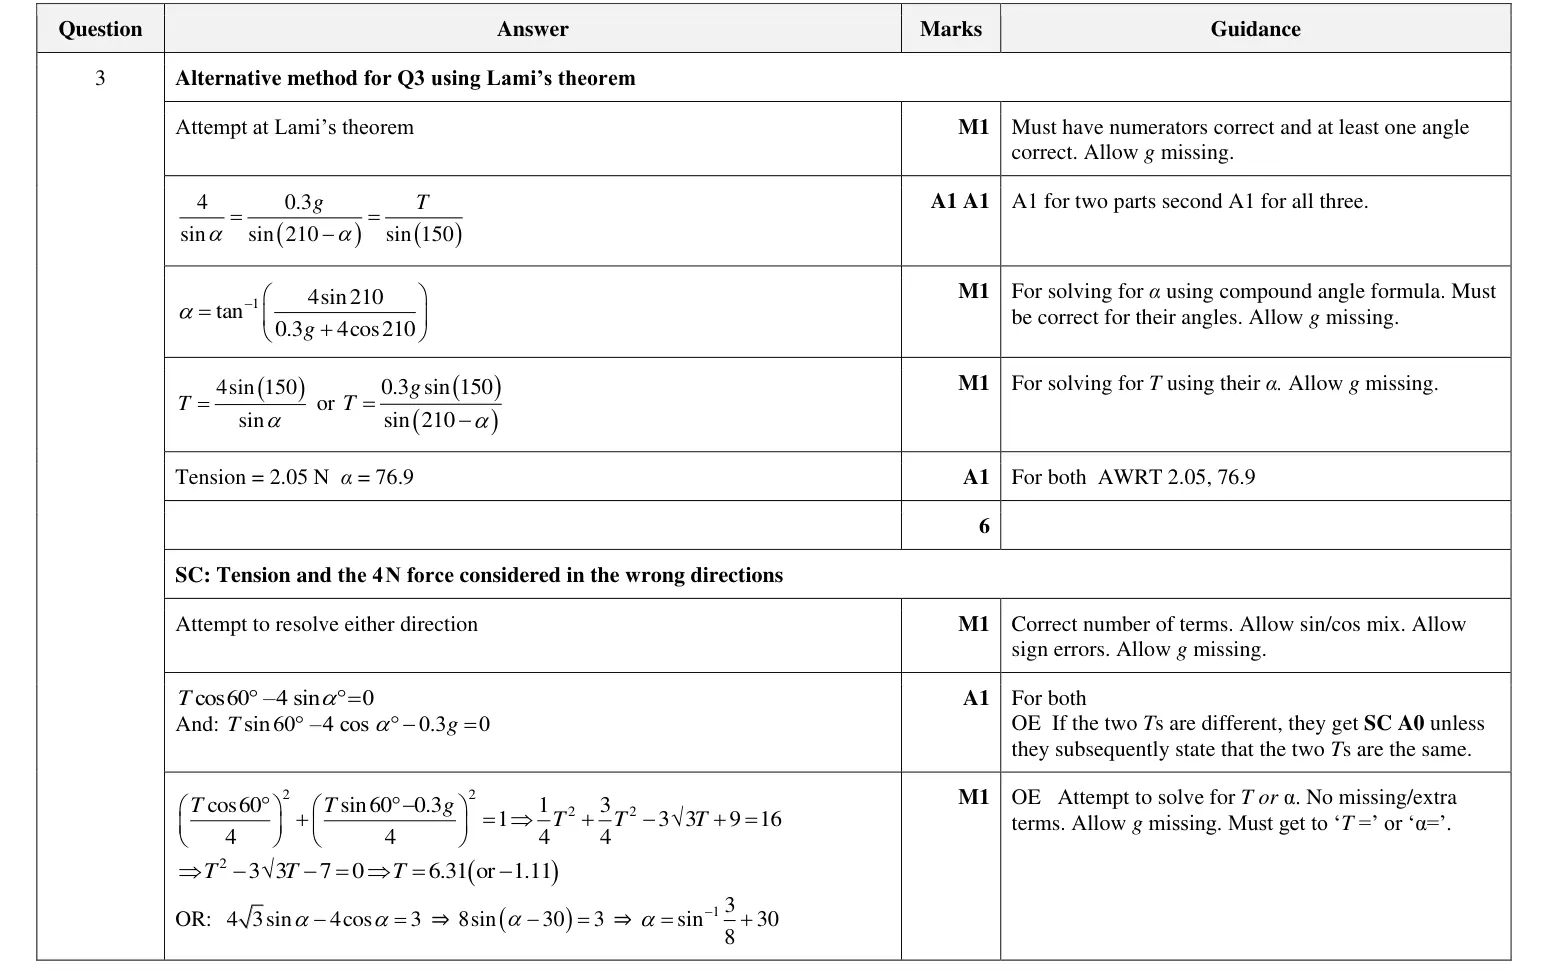 Question Answer Marks Guidance
3 Alternative method for Q3 using Lami's theorem
Attempt at Lami's theorem M1 Must have numerators correct and at least one angle
correct. Allow g missing.
4/sin α = 0.3g/sin(210 − α) = T/sin(150) A1 A1 A1 for two parts second A1 for all three.
α = tan⁻¹(4sin 210/(0.3g + 4cos 210)) M1 For solving for α using compound angle formula. Must
be correct for their angles. Allow g missing.
T = 4sin(150)/sin α or T = 0.3g sin(150)/sin(210 − α) M1 For solving for T using their α. Allow g missing.
Tension = 2.05 N α = 76.9 A1 For both AWRT 2.05, 76.9
6
SC: Tension and the 4N force considered in the wrong directions
Attempt to resolve either direction M1 Correct number of terms. Allow sin/cos mix. Allow
sign errors. Allow g missing.
T cos60° –4 sin α°=0 A1 For both
And: T sin 60° –4 cos α° − 0.3g =0 OE If the two Ts are different, they get SC A0 unless
they subsequently state that the two Ts are the same.
(T cos60°/4)² + (T sin 60°–0.3g/4)² = 1 ⇒ 1/4 T² + 3/4 T² − 3√3T + 9 = 16 M1 OE Attempt to solve for T or α. No missing/extra
terms. Allow g missing. Must get to ‘T =’ or ‘α=’.
⇒ T² − 3√3T − 7 = 0 ⇒ T = 6.31(or −1.11)
OR: 4√3 sin α − 4cos α = 3 ⇒ 8sin(α − 30) = 3 ⇒ α = sin⁻¹ 3/8 + 30